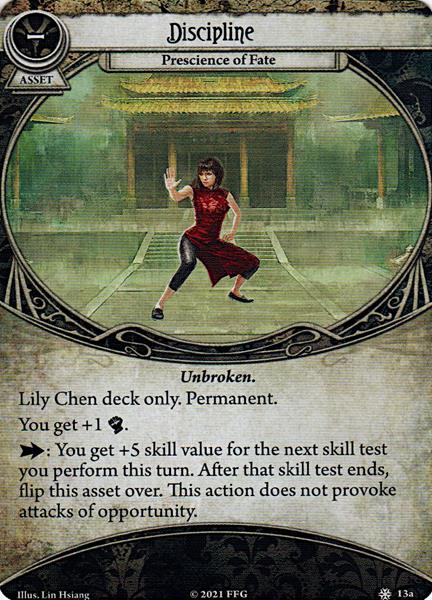 Discipline
Prescience of Fate
ASSET
Unbroken.
Lily Chen deck only. Permanent.
You get +1 .
: You get +5 skill value for the next skill test
you perform this turn. After that skill test ends,
flip this asset over. This action does not provoke
attacks of opportunity.
Illus. Lin Hsiang
© 2021 FFG
13a